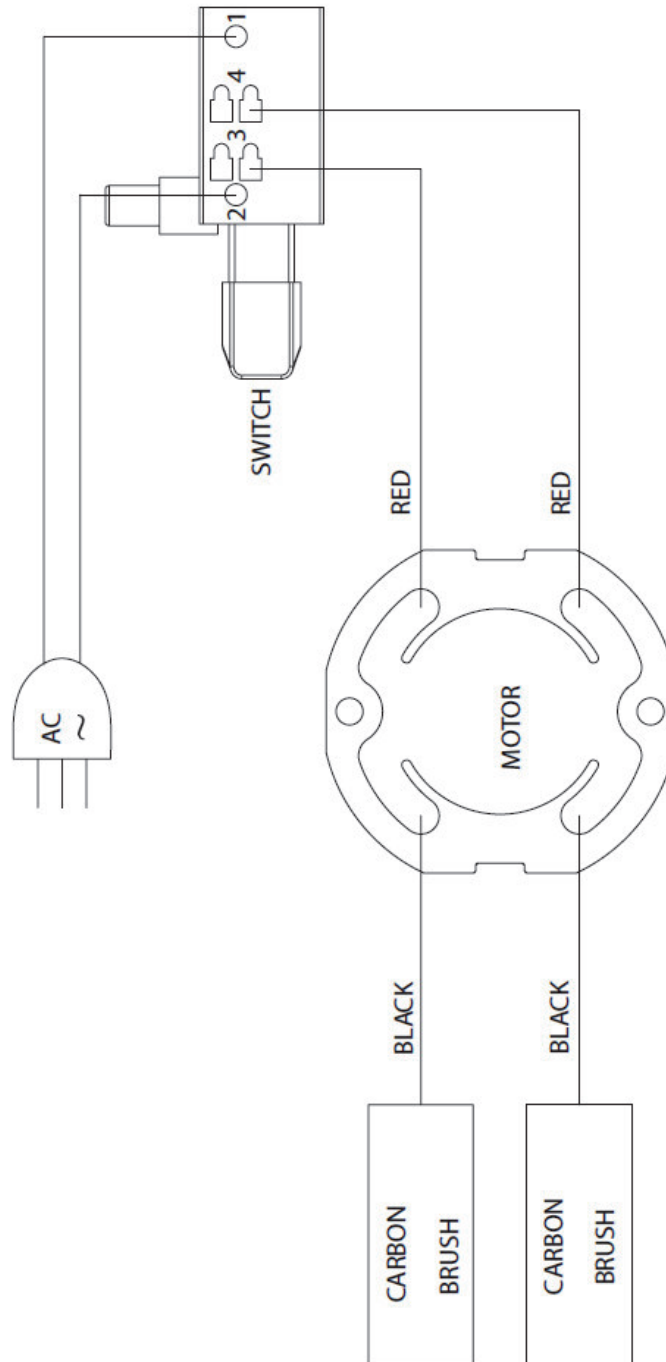 AC
~
1
4
3
2
SWITCH
RED
RED
MOTOR
BLACK
BLACK
CARBON
BRUSH
CARBON
BRUSH